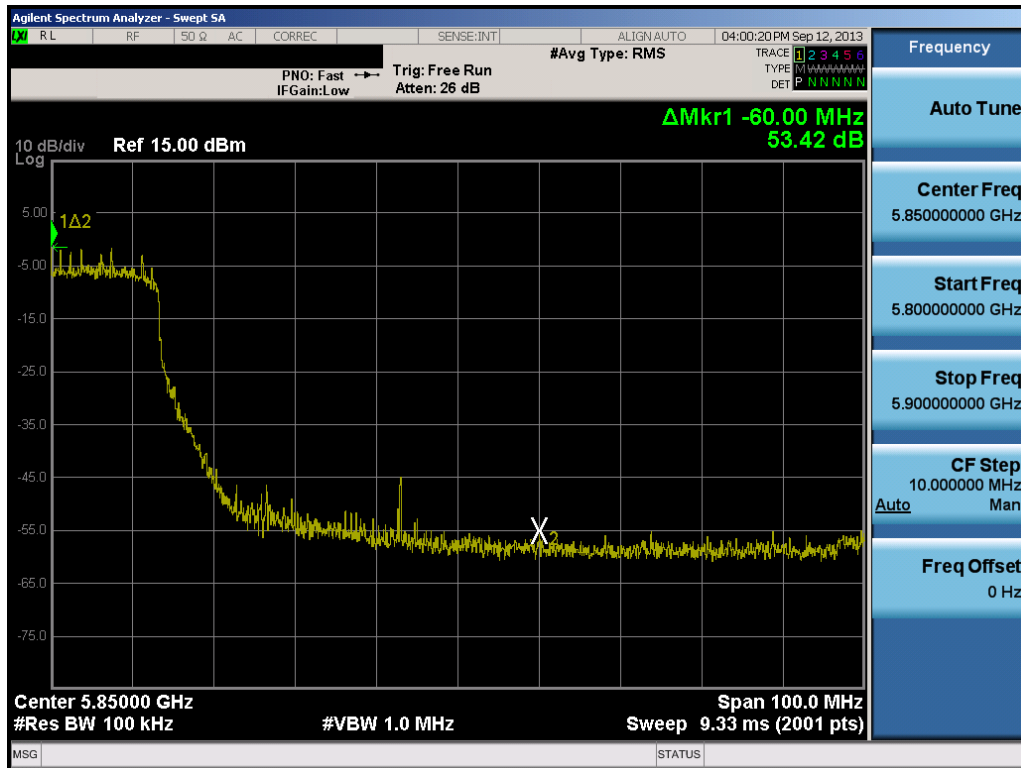 Agilent Spectrum Analyzer - Swept SA
LXI RL RF 50 Ω AC CORREC SENSE:INT ALIGN AUTO 04:00:20 PM Sep 12, 2013
Frequency
#Avg Type: RMS
TRACE 1 2 3 4 5 6
PNO: Fast Trig: Free Run
TYPE M W W W W W
IFGain:Low Atten: 26 dB
DET P N N N N N
Auto Tune
ΔMkr1 -60.00 MHz
53.42 dB
10 dB/div Ref 15.00 dBm
Log
Center Freq
5.850000000 GHz
5.00
1Δ2
-5.00
-15.0
-25.0
-35.0
-45.0
-55.0
-65.0
-75.0
X2
Start Freq
5.800000000 GHz
Stop Freq
5.900000000 GHz
CF Step
10.000000 MHz
Auto Man
Freq Offset
0 Hz
Center 5.85000 GHz Span 100.0 MHz
#Res BW 100 kHz #VBW 1.0 MHz Sweep 9.33 ms (2001 pts)
MSG STATUS